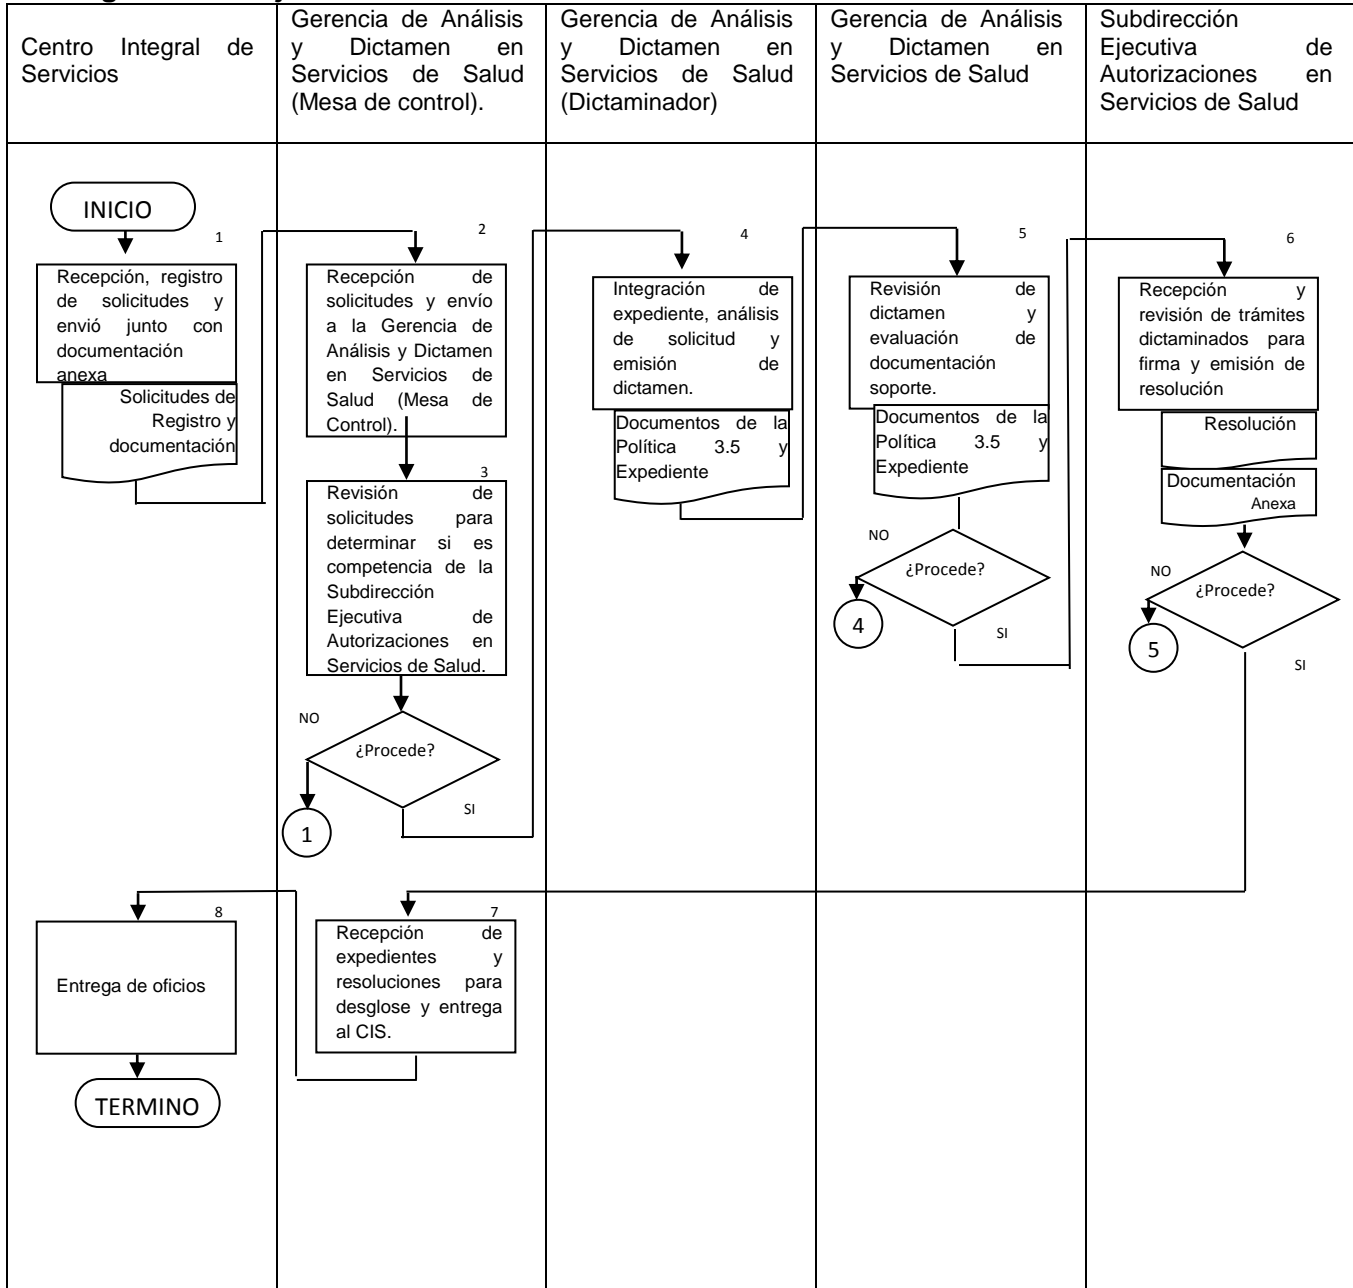 Centro Integral de
Servicios
Gerencia de Análisis
y Dictamen en
Servicios de Salud
(Mesa de control).
Gerencia de Análisis
y Dictamen en
Servicios de Salud
(Dictaminador)
Gerencia de Análisis
y Dictamen en
Servicios de Salud
Subdirección
Ejecutiva de
Autorizaciones en
Servicios de Salud
INICIO
1
Recepción, registro
de solicitudes y
envió junto con
documentación
anexa
Solicitudes de
Registro y
documentación
2
Recepción de
solicitudes y envío
a la Gerencia de
Análisis y Dictamen
en Servicios de
Salud (Mesa de
Control).
3
Revisión de
solicitudes para
determinar si es
competencia de la
Subdirección
Ejecutiva de
Autorizaciones en
Servicios de Salud.
NO
¿Procede?
SI
1
4
Integración de
expediente, análisis
de solicitud y
emisión de
dictamen.
Documentos de la
Política 3.5 y
Expediente
5
Revisión de
dictamen y
evaluación de
documentación
soporte.
Documentos de la
Política 3.5 y
Expediente
NO
¿Procede?
4
SI
6
Recepción y
revisión de trámites
dictaminados para
firma y emisión de
resolución
Resolución
Documentación
Anexa
NO
¿Procede?
5
SI
7
Recepción de
expedientes y
resoluciones para
desglose y entrega
al CIS.
8
Entrega de oficios
TERMINO